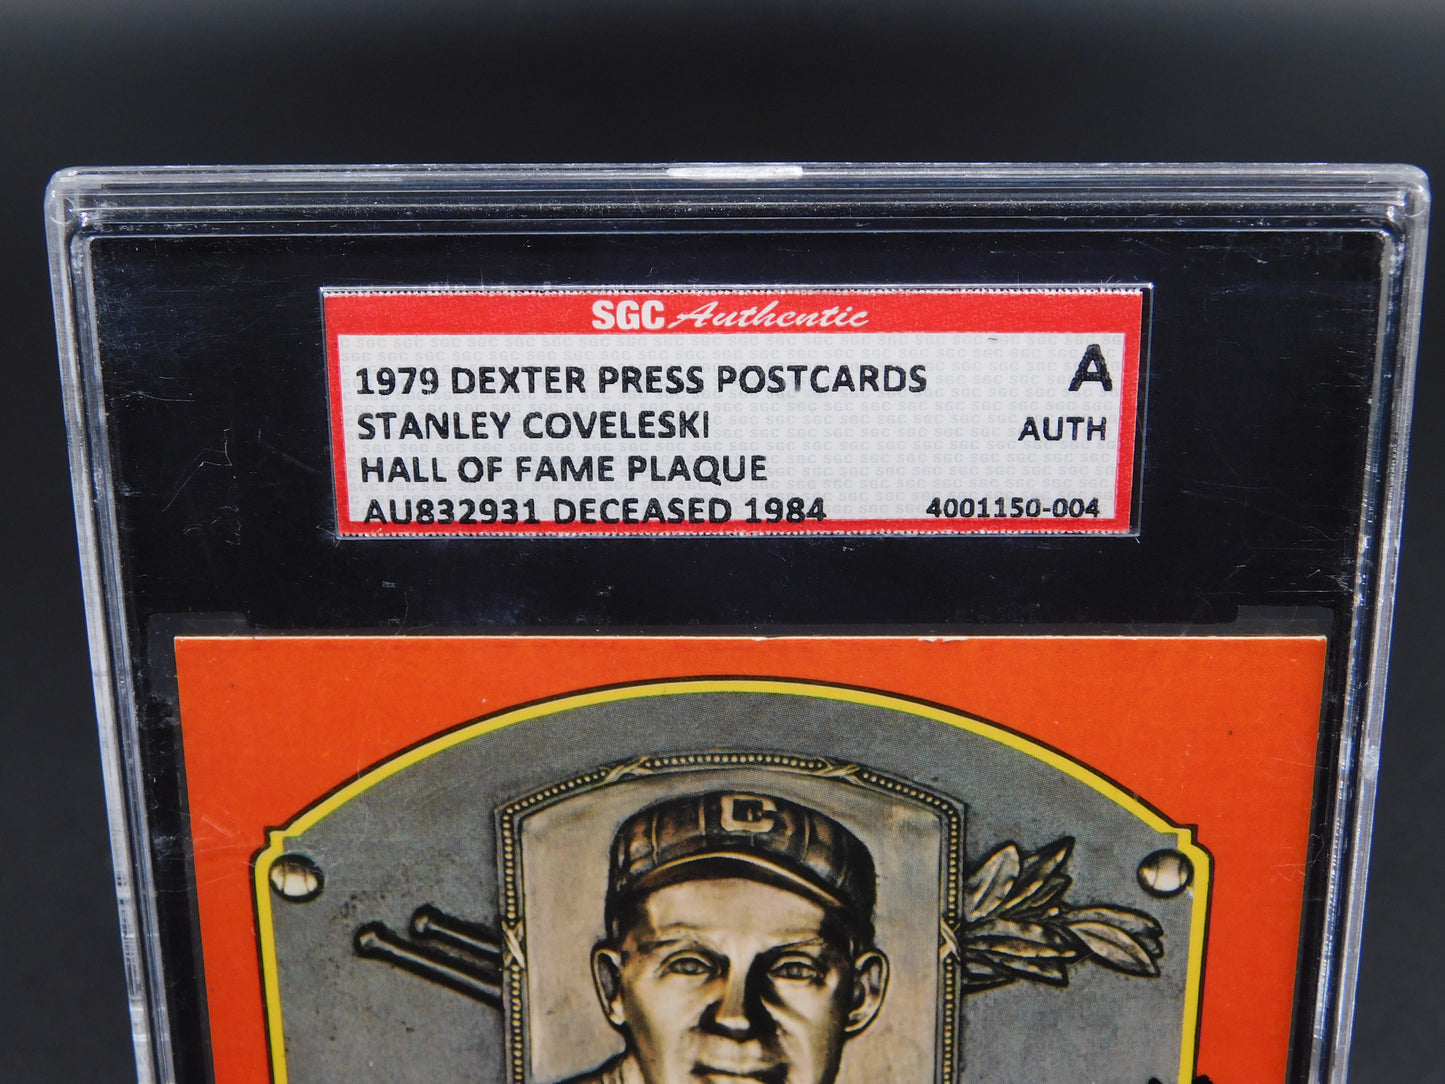 SGC Authentic
1979 DEXTER PRESS POSTCARDS A
STANLEY COVELESKI AUTH
HALL OF FAME PLAQUE
AU832931 DECEASED 1984 4001150-004
C